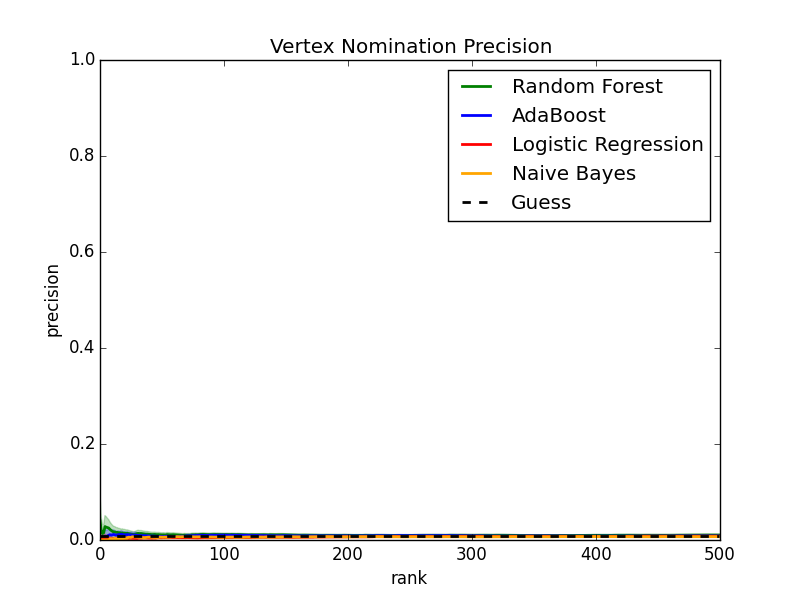 Vertex Nomination Precision
1.0
0.8
0.6
0.4
0.2
0.0
precision
Random Forest
AdaBoost
Logistic Regression
Naive Bayes
Guess
0
100
200
300
400
500
rank